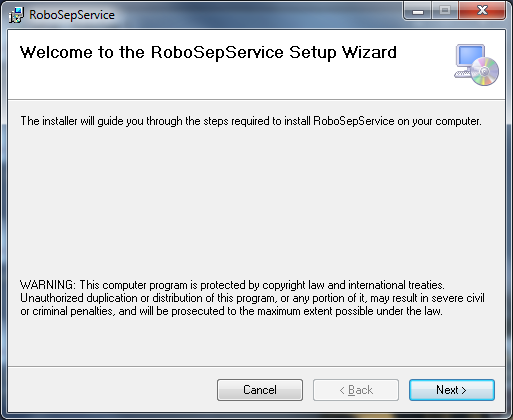 RoboSepService
Welcome to the RoboSepService Setup Wizard
The installer will guide you through the steps required to install RoboSepService on your computer.
WARNING: This computer program is protected by copyright law and international treaties.
Unauthorized duplication or distribution of this program, or any portion of it, may result in severe civil
or criminal penalties, and will be prosecuted to the maximum extent possible under the law.
Cancel
< Back
Next >